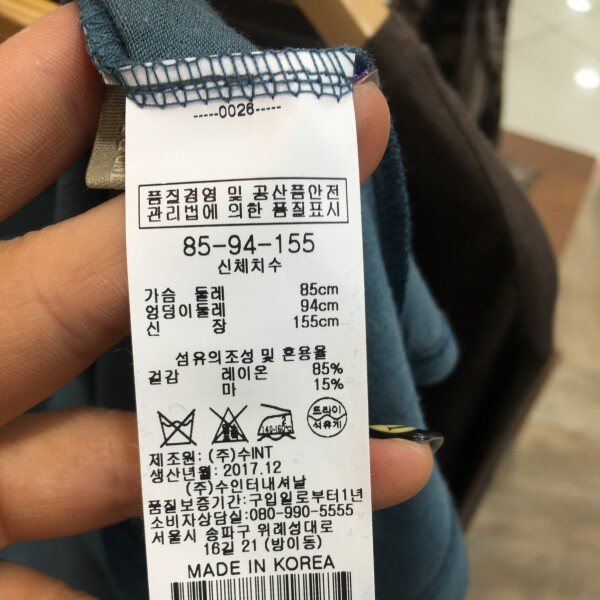 -----0026-----
품질경영 및 공산품안전
관리법에 의한 품질표시
85-94-155
신체치수
가슴 둘레 85cm
엉덩이둘레 94cm
신 장 155cm
섬유의조성 및 혼용율
겉감 레이온 85%
마 15%
드라이
석유계
제조원: (주)수INT
생산년월: 2017.12
(주)수인터내셔날
품질보증기간:구입일로부터1년
소비자상담실:080-990-5555
서울시 송파구 위례성대로
16길 21 (방이동)
MADE IN KOREA